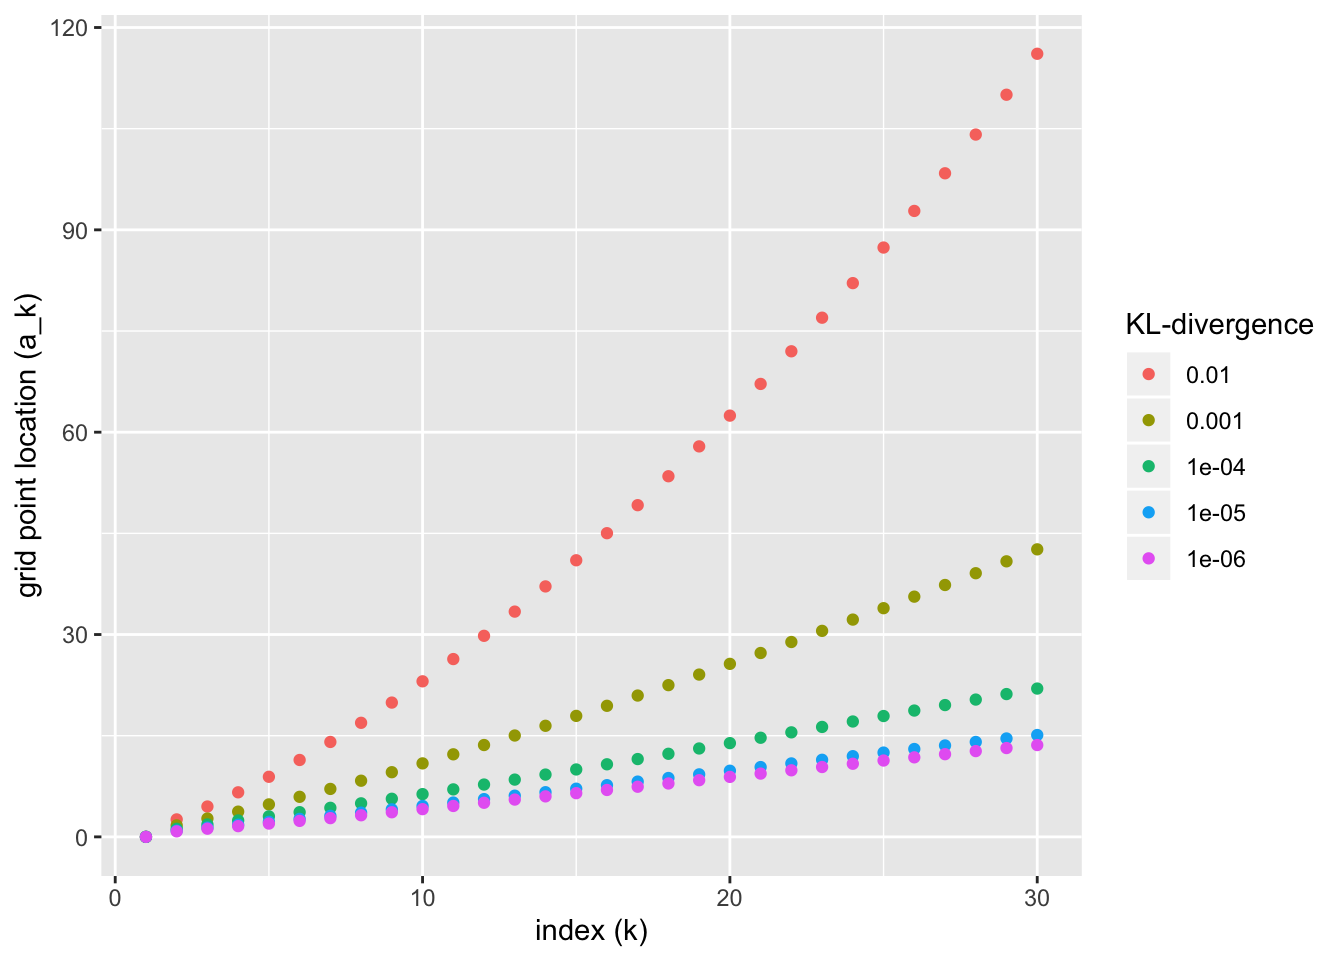 120
90
60
30
0
grid point location (a_k)
0
10
20
30
index (k)
KL-divergence
0.01
0.001
1e-04
1e-05
1e-06